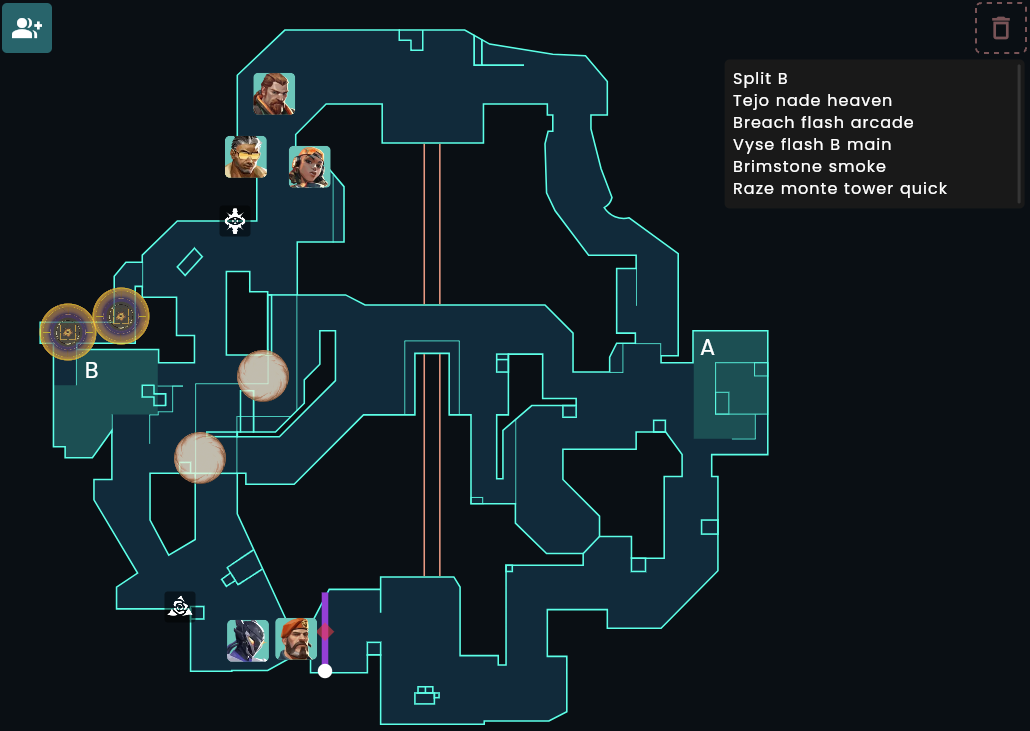 Split B
Tejo nade heaven
Breach flash arcade
Vyse flash B main
Brimstone smoke
Raze monte tower quick
A
B